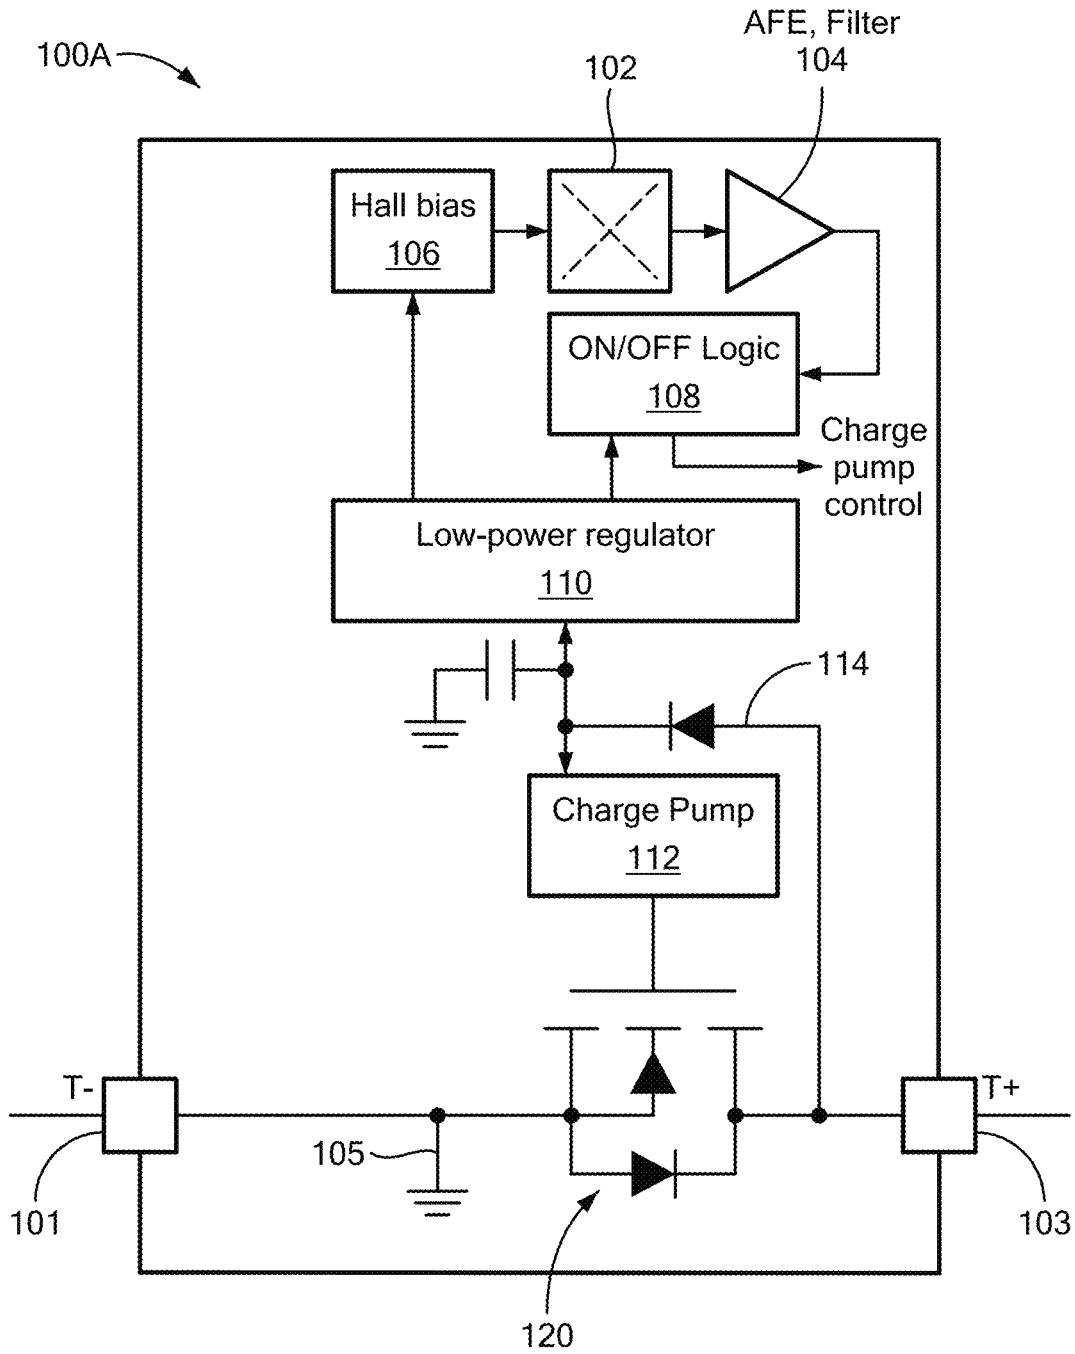 AFE, Filter
104
100A
102
Hall bias
106
ON/OFF Logic
108
Charge
pump
control
Low-power regulator
110
114
Charge Pump
112
T-
T+
105
101
103
120